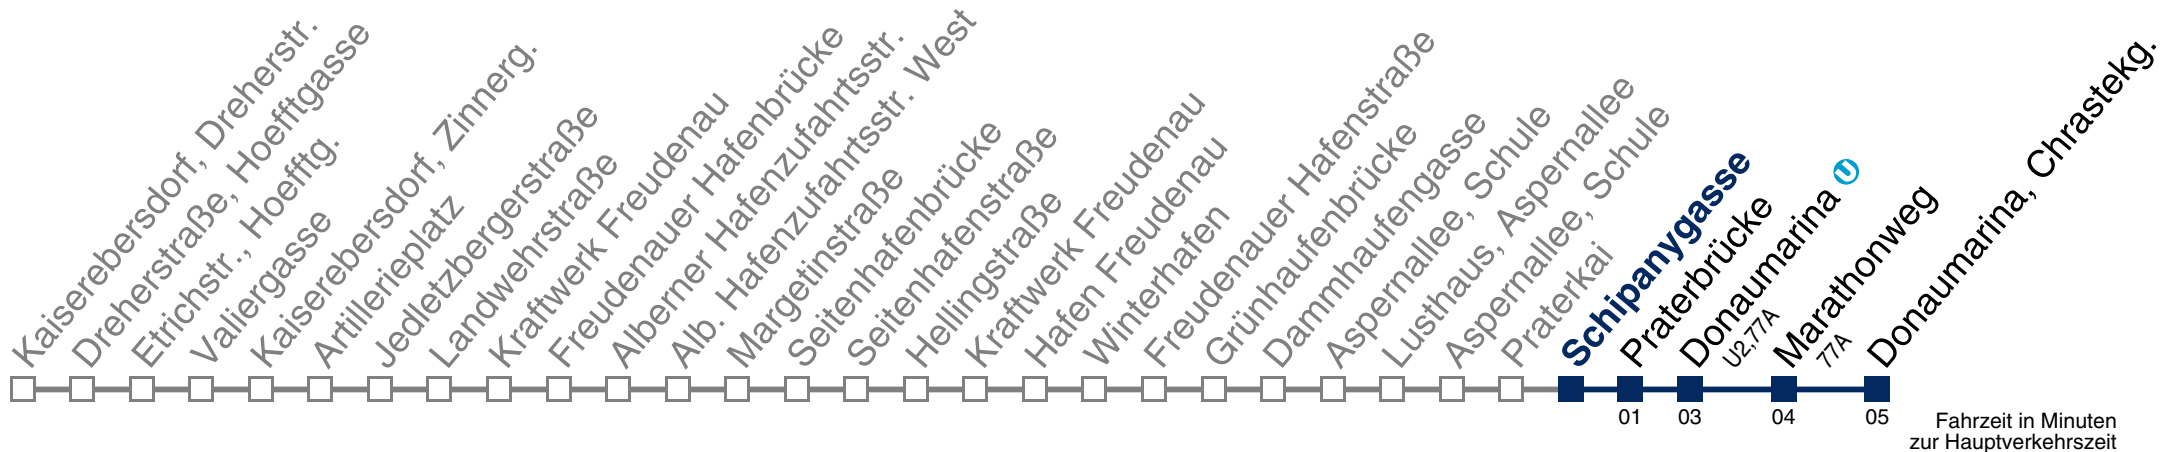 Kaiserebersdorf, Dreherstr.
Dreherstraße, Hoefftgasse
Etrichstr., Hoefftg.
Valiergasse
Kaiserebersdorf, Zinnerg.
Artillerieplatz
Jedletzbergerstraße
Landwehrstraße
Kraftwerk Freudenau
Freudenauer Hafenbrücke
Alberner Hafenzufahrtsstr.
Alb. Hafenzufahrtsstr. West
Margetinstraße
Seitenhafenbrücke
Seitenhafenstraße
Hellingstraße
Kraftwerk Freudenau
Hafen Freudenau
Winterhafen
Freudenauer Hafenstraße
Grünhaufenbrücke
Dammhaufengasse
Aspernallee, Schule
Lusthaus, Aspernallee
Aspernallee, Schule
Praterkai
Schipanygasse
Praterbrücke
Donaumarina U
U2,77A
Marathonweg
77A
Donaumarina, Chrastekg.
01 03 04 05
Fahrzeit in Minuten
zur Hauptverkehrszeit